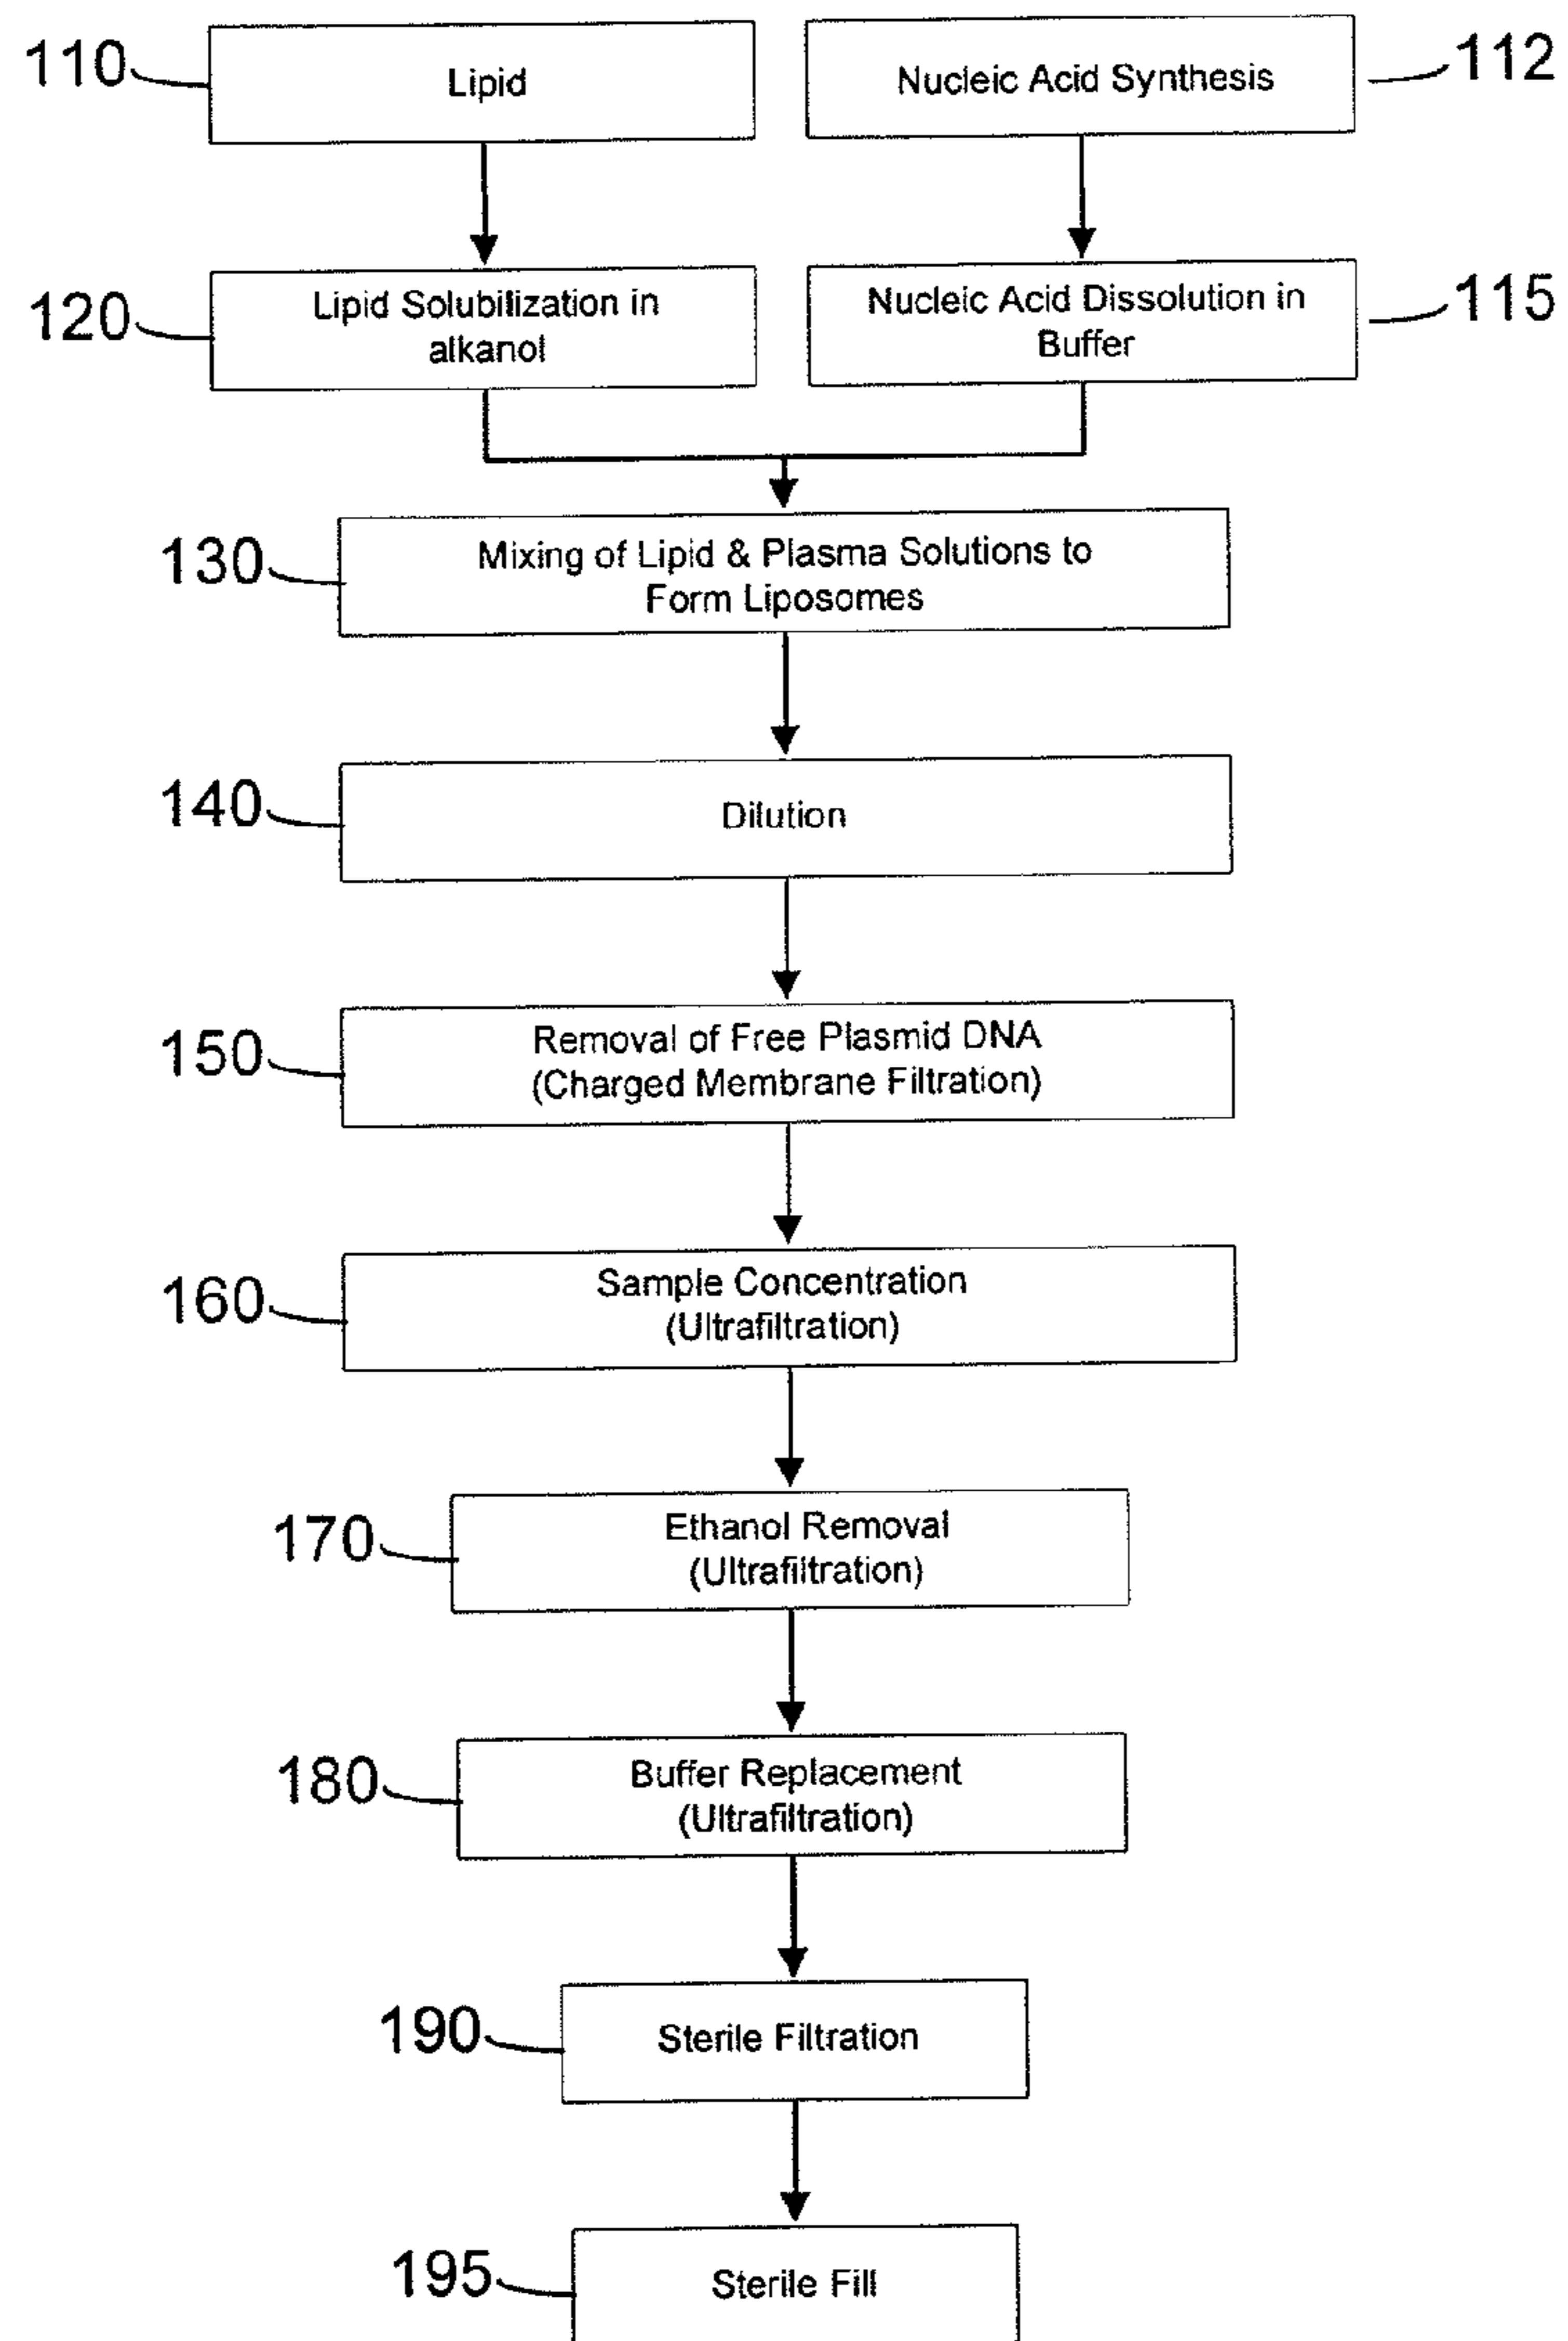 110
Lipid
Nucleic Acid Synthesis
112
120
Lipid Solubilization in
alkanol
Nucleic Acid Dissolution in
Buffer
115
130
Mixing of Lipid & Plasma Solutions to
Form Liposomes
140
Dilution
150
Removal of Free Plasmid DNA
(Charged Membrane Filtration)
160
Sample Concentration
(Ultrafiltration)
170
Ethanol Removal
(Ultrafiltration)
180
Buffer Replacement
(Ultrafiltration)
190
Sterile Filtration
195
Sterile Fill